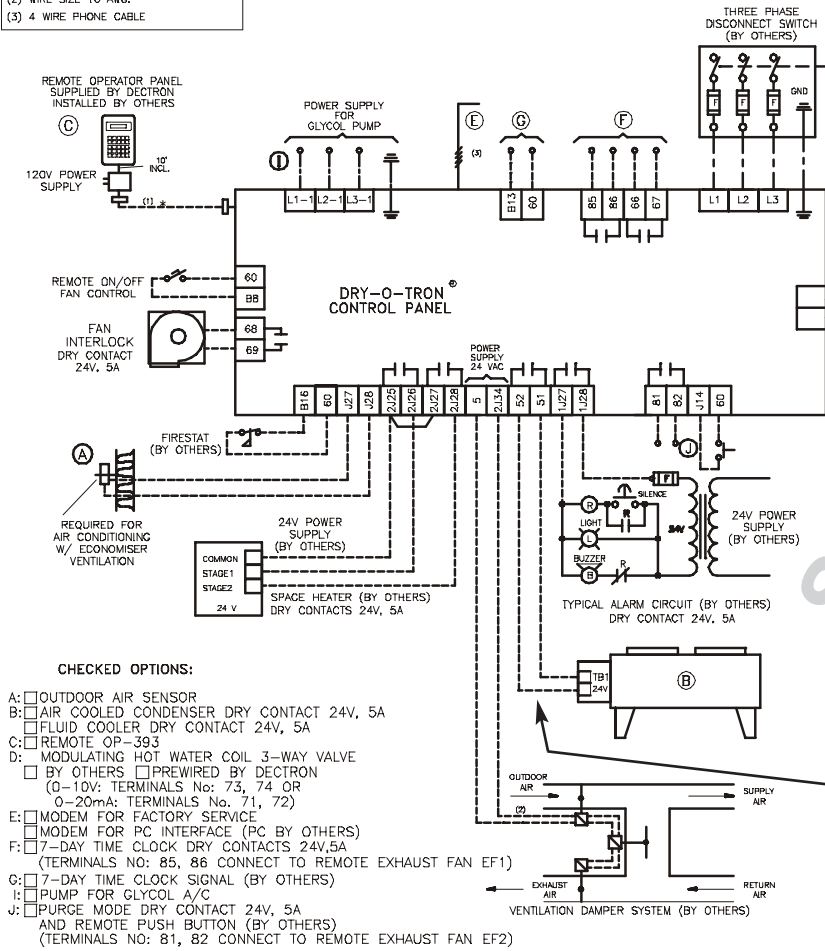 (3) 4 WIRE PHONE CABLE
THREE PHASE
DISCONNECT SWITCH
(BY OTHERS)
REMOTE OPERATOR PANEL
SUPPLIED BY DECTRON
INSTALLED BY OTHERS
C
10'
INCL.
120V POWER
SUPPLY
(1) *
POWER SUPPLY
FOR
GLYCOL PUMP
I
E
(3)
G
F
F
F
F
GND
L1-1
L2-1
L3-1
B13
60
85
86
66
67
L1
L2
L3
REMOTE ON/OFF
FAN CONTROL
60
B8
FAN
INTERLOCK
DRY CONTACT
24V, 5A
68
69
DRY-O-TRON®
CONTROL PANEL
POWER
SUPPLY
24 VAC
B16
60
J27
J28
2J25
2J26
2J27
2J28
5
2J34
52
51
1J27
1J28
81
82
J14
60
FIRESTAT
(BY OTHERS)
A
J
REQUIRED FOR
AIR CONDITIONING
W/ ECONOMISER
VENTILATION
24V POWER
SUPPLY
(BY OTHERS)
COMMON
STAGE1
STAGE2
24 V
SPACE HEATER (BY OTHERS)
DRY CONTACTS 24V, 5A
F
SILENCE
R
R
LIGHT
L
BUZZER
B
R
24V
24V POWER
SUPPLY
(BY OTHERS)
TYPICAL ALARM CIRCUIT (BY OTHERS)
DRY CONTACT 24V, 5A
TB1
24V
B
CHECKED OPTIONS:
A: OUTDOOR AIR SENSOR
B: AIR COOLED CONDENSER DRY CONTACT 24V, 5A
FLUID COOLER DRY CONTACT 24V, 5A
C: REMOTE OP-393
D: MODULATING HOT WATER COIL 3-WAY VALVE
BY OTHERS PREWIRED BY DECTRON
(0-10V: TERMINALS No: 73, 74 OR
0-20mA: TERMINALS No. 71, 72)
E: MODEM FOR FACTORY SERVICE
MODEM FOR PC INTERFACE (PC BY OTHERS)
F: 7-DAY TIME CLOCK DRY CONTACTS 24V,5A
(TERMINALS NO: 85, 86 CONNECT TO REMOTE EXHAUST FAN EF1)
G: 7-DAY TIME CLOCK SIGNAL (BY OTHERS)
I: PUMP FOR GLYCOL A/C
J: PURGE MODE DRY CONTACT 24V, 5A
AND REMOTE PUSH BUTTON (BY OTHERS)
(TERMINALS NO: 81, 82 CONNECT TO REMOTE EXHAUST FAN EF2)
OUTDOOR
AIR
(2)
SUPPLY
AIR
EXHAUST
AIR
RETURN
AIR
VENTILATION DAMPER SYSTEM (BY OTHERS)